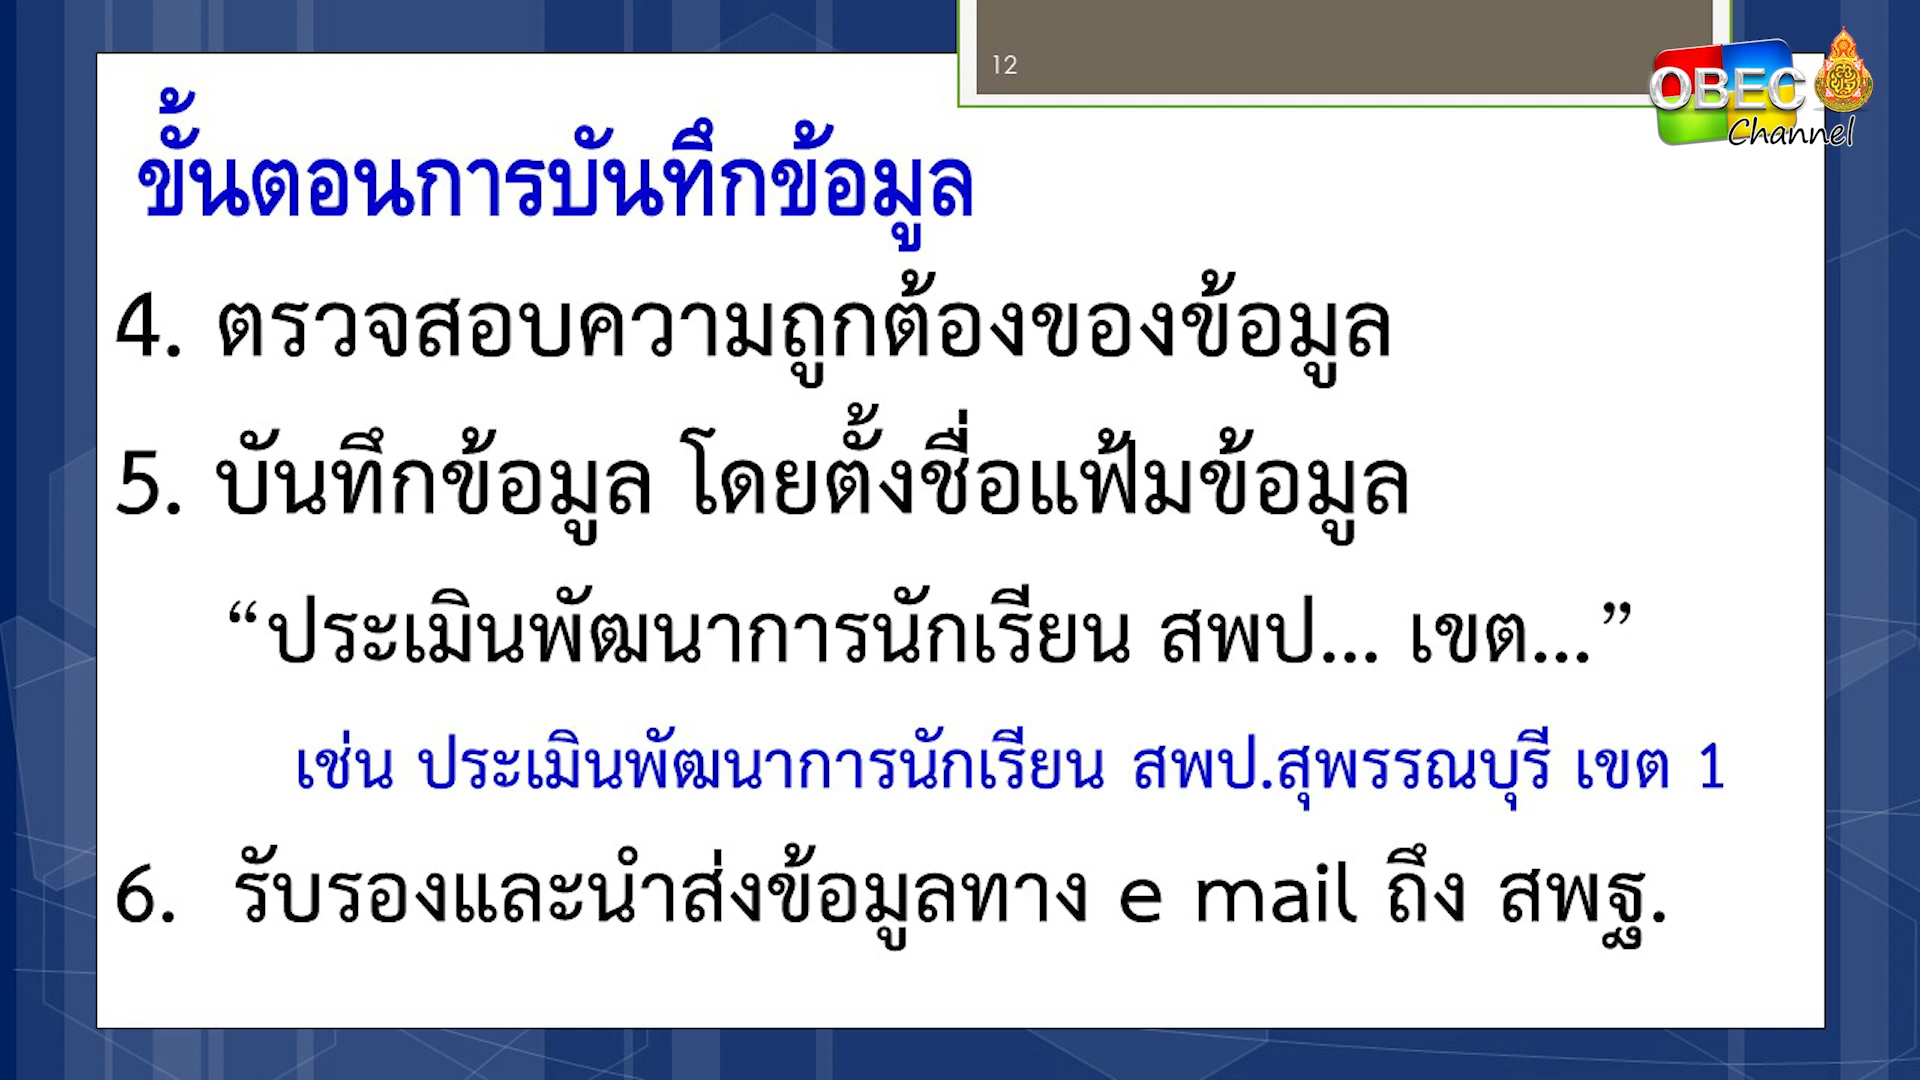 12
OBEC
Channel
ขั้นตอนการบันทึกข้อมูล
4. ตรวจสอบความถูกต้องของข้อมูล
5. บันทึกข้อมูล โดยตั้งชื่อแฟ้มข้อมูล
“ประเมินพัฒนาการนักเรียน สพป... เขต...”
เช่น ประเมินพัฒนาการนักเรียน สพป.สุพรรณบุรี เขต 1
6. รับรองและนำส่งข้อมูลทาง e mail ถึง สพฐ.